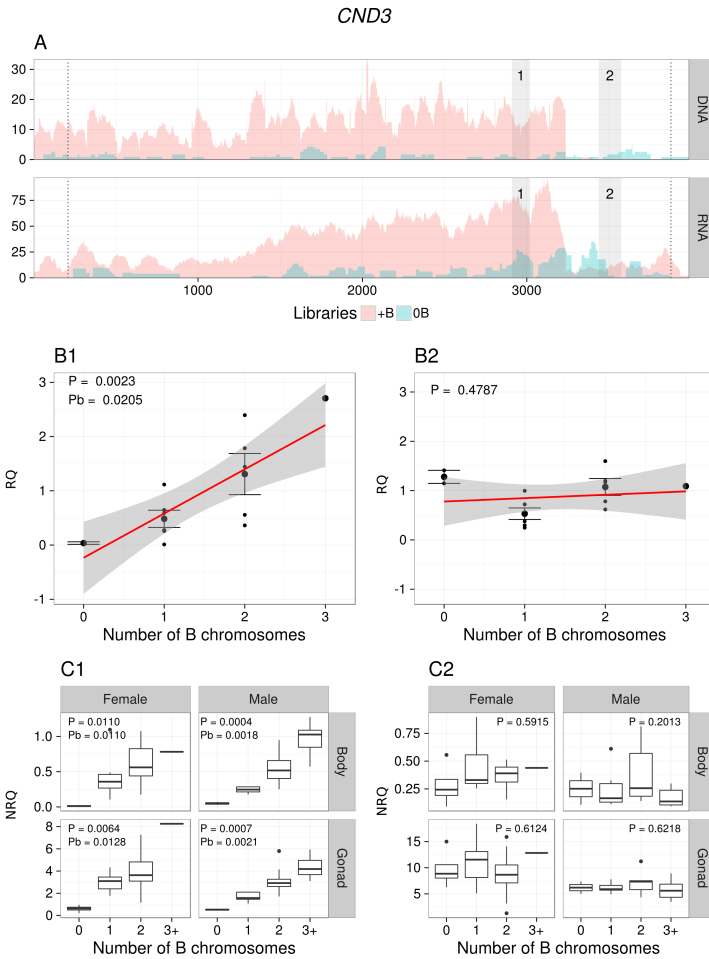 CND3
A
30
20
10
0
1
2
DNA
75
50
25
0
1
2
RNA
1000 2000 3000
Libraries +B 0B
B1
P = 0.0023
Pb = 0.0205
3
2
1
0
-1
RQ
0 1 2 3
Number of B chromosomes
B2
P = 0.4787
3
2
1
0
-1
RQ
0 1 2 3
Number of B chromosomes
C1
Female Male
P = 0.0110
Pb = 0.0110
P = 0.0004
Pb = 0.0018
1.0
0.5
0.0
Body
NRQ
P = 0.0064
Pb = 0.0128
P = 0.0007
Pb = 0.0021
8
6
4
2
0
Gonad
0 1 2 3+ 0 1 2 3+
Number of B chromosomes
C2
Female Male
P = 0.5915
P = 0.2013
0.75
0.50
0.25
Body
NRQ
P = 0.6124
P = 0.6218
15
10
5
Gonad
0 1 2 3+ 0 1 2 3+
Number of B chromosomes